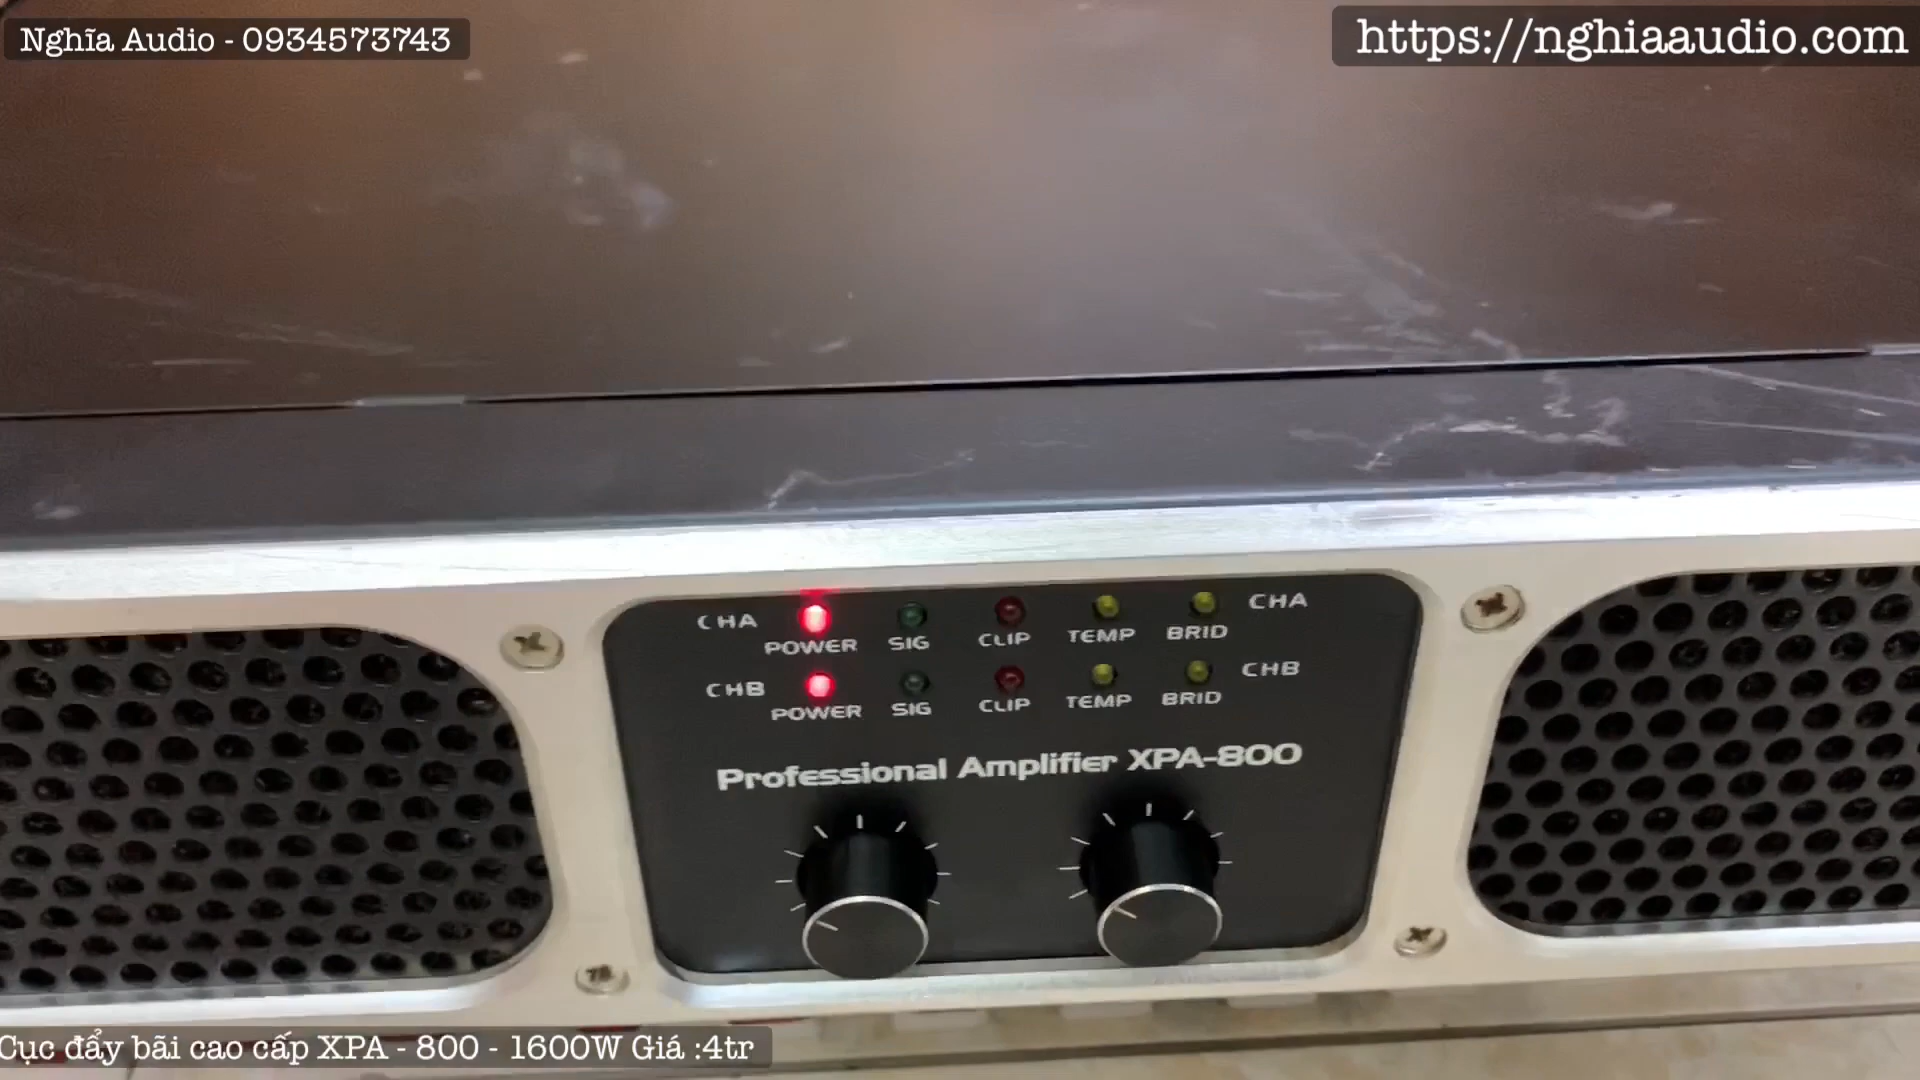 Nghĩa Audio - 0934573743
https://nghiaaudio.com
CHA POWER SIG CLIP TEMP BRID CHA
CHB POWER SIG CLIP TEMP BRID CHB
Professional Amplifier XPA-800
Cục đẩy bãi cao cấp XPA - 800 - 1600W Giá :4tr